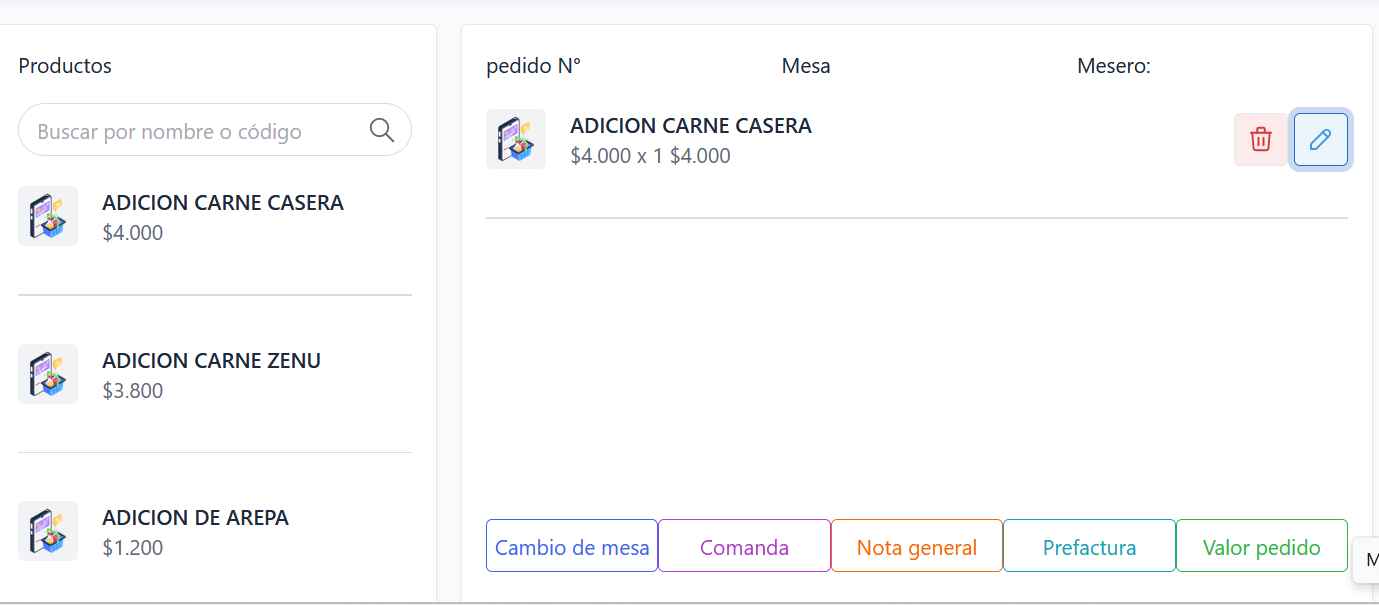 Productos
Buscar por nombre o código
ADICION CARNE CASERA
$4.000
ADICION CARNE ZENU
$3.800
ADICION DE AREPA
$1.200
pedido N° Mesa Mesero:
ADICION CARNE CASERA
$4.000 x 1 $4.000
Cambio de mesa Comanda Nota general Prefactura Valor pedido